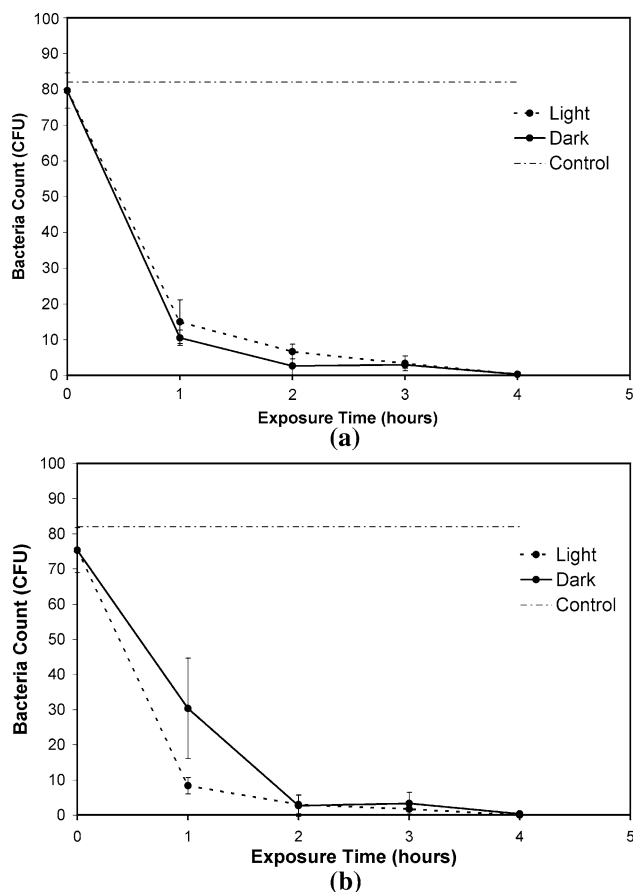 100
90
80
70
60
50
40
30
20
10
0
Bacteria Count (CFU)
Light
Dark
Control
0 1 2 3 4 5
Exposure Time (hours)
(a)
100
90
80
70
60
50
40
30
20
10
0
Bacteria Count (CFU)
Light
Dark
Control
0 1 2 3 4 5
Exposure Time (hours)
(b)